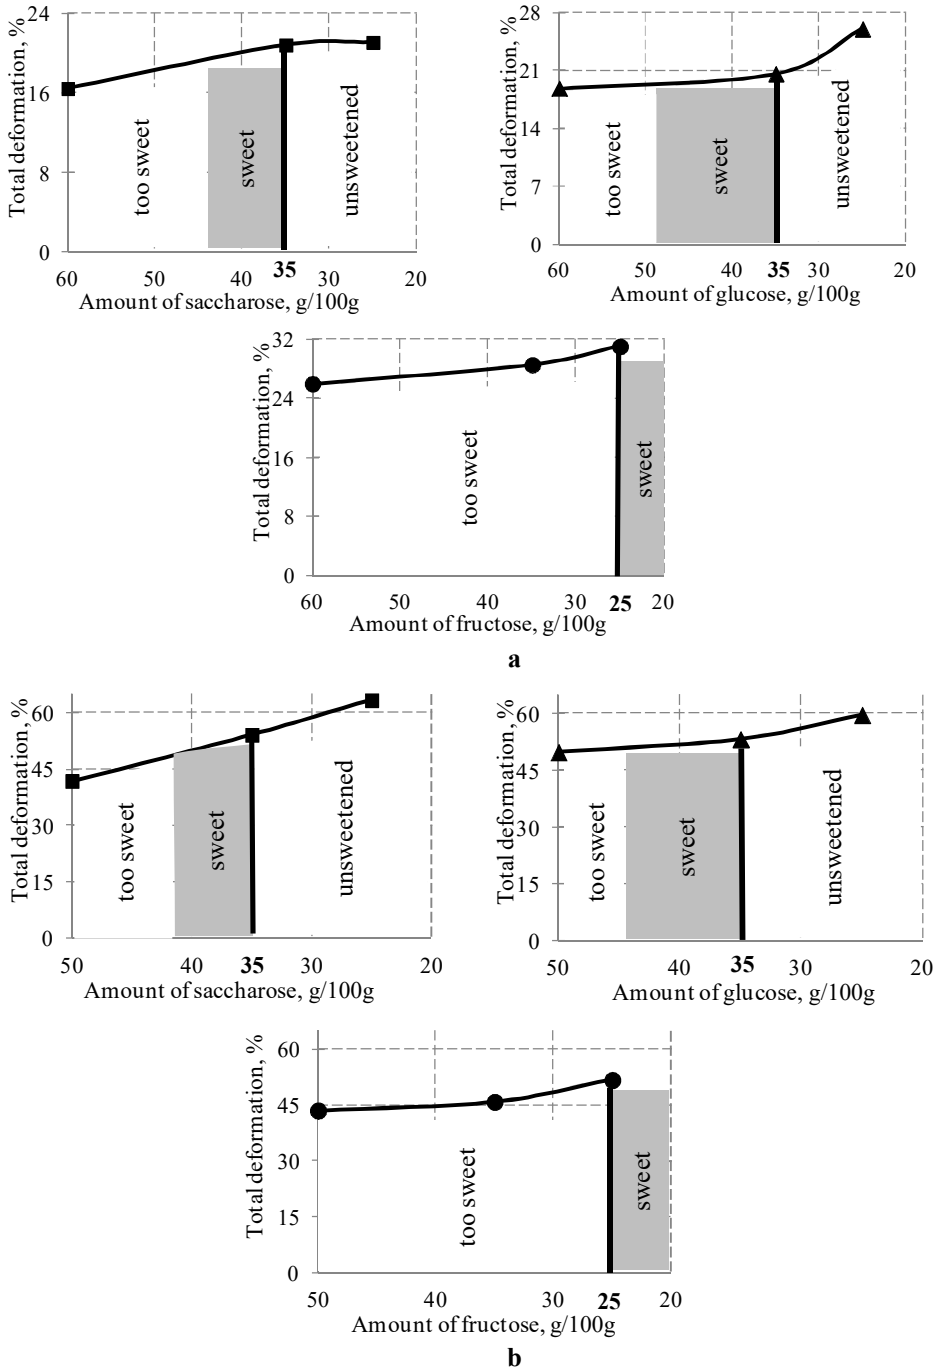 Total deformation, %
24
16
8
0
too sweet
sweet
unsweetened
60 50 40 35 30 20
Amount of saccharose, g/100g
Total deformation, %
28
21
14
7
0
too sweet
sweet
unsweetened
60 50 40 35 30 20
Amount of glucose, g/100g
Total deformation, %
32
24
16
8
0
too sweet
sweet
60 50 40 30 25 20
Amount of fructose, g/100g
a
Total deformation, %
60
45
30
15
0
too sweet
sweet
unsweetened
50 40 35 30 20
Amount of saccharose, g/100g
Total deformation, %
60
45
30
15
0
too sweet
sweet
unsweetened
50 40 35 30 20
Amount of glucose, g/100g
Total deformation, %
60
45
30
15
0
too sweet
sweet
50 40 30 25 20
Amount of fructose, g/100g
b